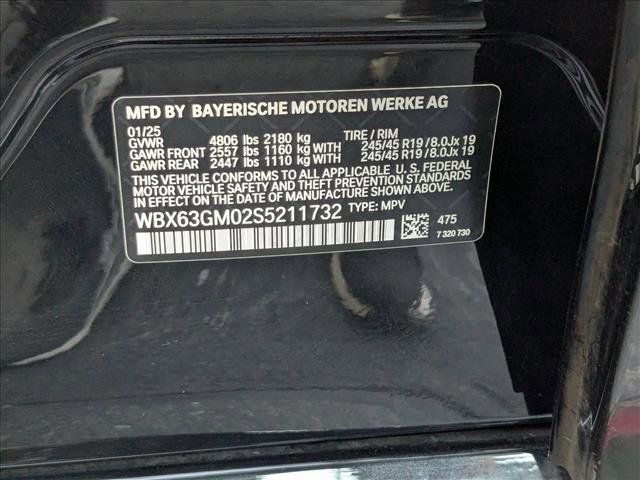 MFD BY BAYERISCHE MOTOREN WERKE AG
01/25 TIRE / RIM
GVWR 4806 lbs 2180 kg
GAWR FRONT 2557 lbs 1160 kg WITH 245/45 R19 / 8.0Jx 19
GAWR REAR 2447 lbs 1110 kg WITH 245/45 R19 / 8.0Jx 19
THIS VEHICLE CONFORMS TO ALL APPLICABLE U. S. FEDERAL
MOTOR VEHICLE SAFETY, BUMPER, AND THEFT PREVENTION
STANDARDS IN EFFECT ON THE DATE OF MANUFACTURE SHOWN ABOVE.
WBX63GM02S5211732 TYPE: MPV
475
7 320 730